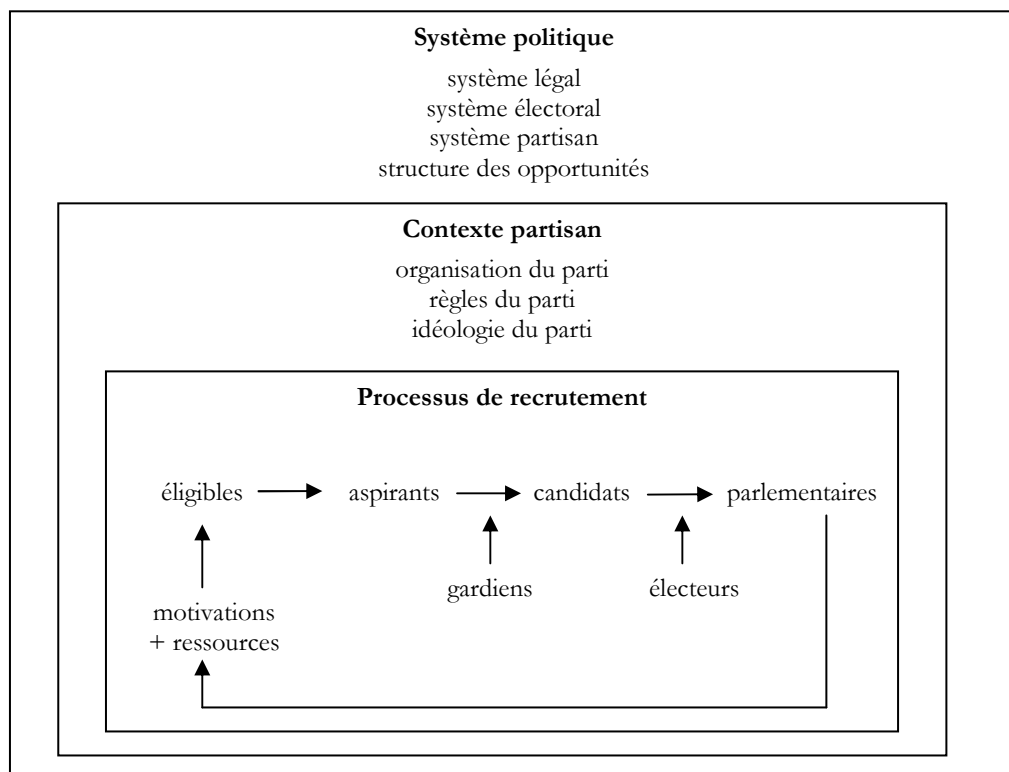 Système politique
système légal
système électoral
système partisan
structure des opportunités
Contexte partisan
organisation du parti
règles du parti
idéologie du parti
Processus de recrutement
éligibles aspirants candidats parlementaires
gardiens électeurs
motivations
+ ressources